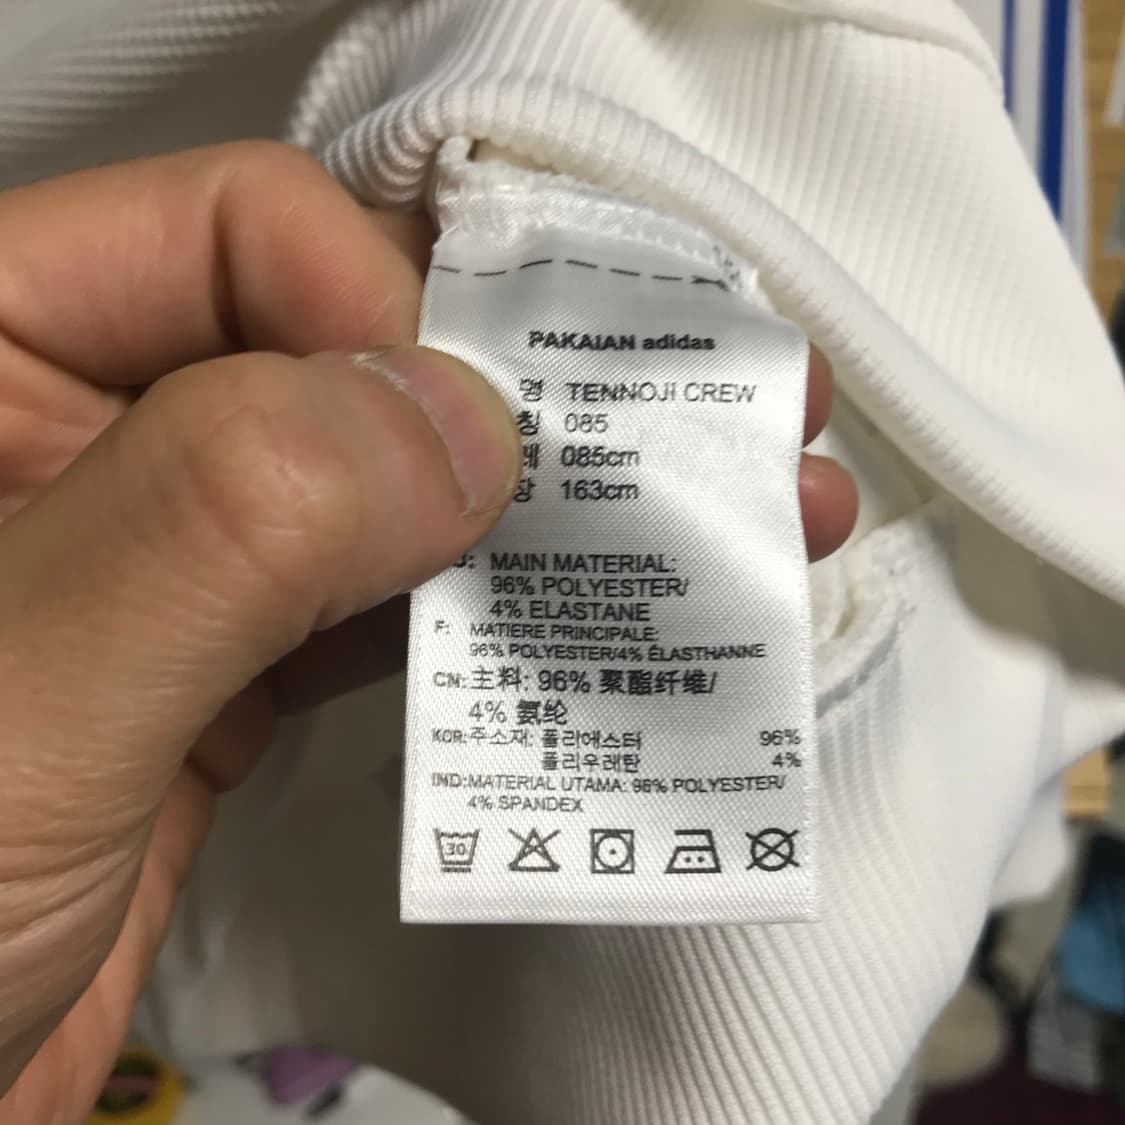 PAKAIAN adidas
명 TENNOJI CREW
칭 085
085cm
장 163cm
MAIN MATERIAL:
96% POLYESTER/
4% ELASTANE
F: MATIERE PRINCIPALE:
96% POLYESTER/4% ÉLASTHANNE
CN: 主料: 96% 聚酯纤维/
4% 氨纶
KOR: 주소재: 폴리에스터 96%
폴리우레탄 4%
IND: MATERIAL UTAMA: 96% POLYESTER/
4% SPANDEX
30